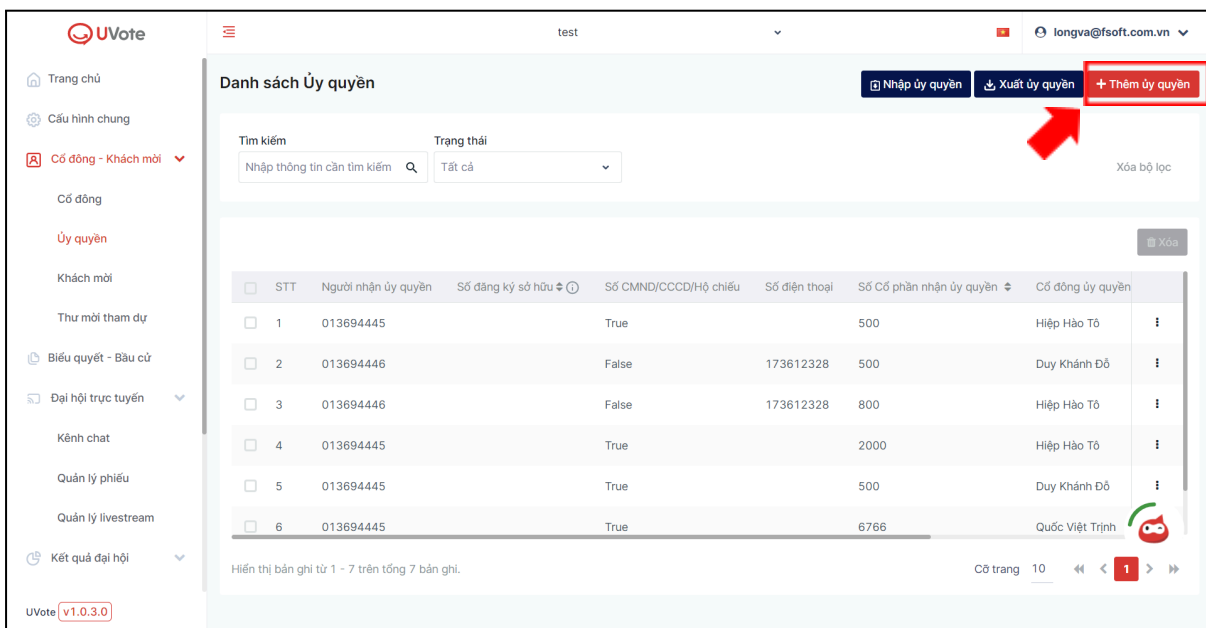 UVote
test
longva@fsoft.com.vn
Trang chủ
Cấu hình chung
Cổ đông - Khách mời
Cổ đông
Ủy quyền
Khách mời
Thư mời tham dự
Biểu quyết - Bầu cử
Đại hội trực tuyến
Kênh chat
Quản lý phiếu
Quản lý livestream
Kết quả đại hội
UVote v1.0.3.0
Danh sách Ủy quyền
Nhập ủy quyền Xuất ủy quyền + Thêm ủy quyền
Tìm kiếm Trạng thái
Nhập thông tin cần tìm kiếm Tất cả Xóa bộ lọc
Xóa
STT Người nhận ủy quyền Số đăng ký sở hữu Số CMND/CCCD/Hộ chiếu Số điện thoại Số Cổ phần nhận ủy quyền Cổ đông ủy quyền
1 013694445 True 500 Hiệp Hào Tô
2 013694446 False 173612328 500 Duy Khánh Đỗ
3 013694446 False 173612328 800 Hiệp Hào Tô
4 013694445 True 2000 Hiệp Hào Tô
5 013694445 True 500 Duy Khánh Đỗ
6 013694445 True 6766 Quốc Việt Trịnh
Hiển thị bản ghi từ 1 - 7 trên tổng 7 bản ghi. Cỡ trang 10 1